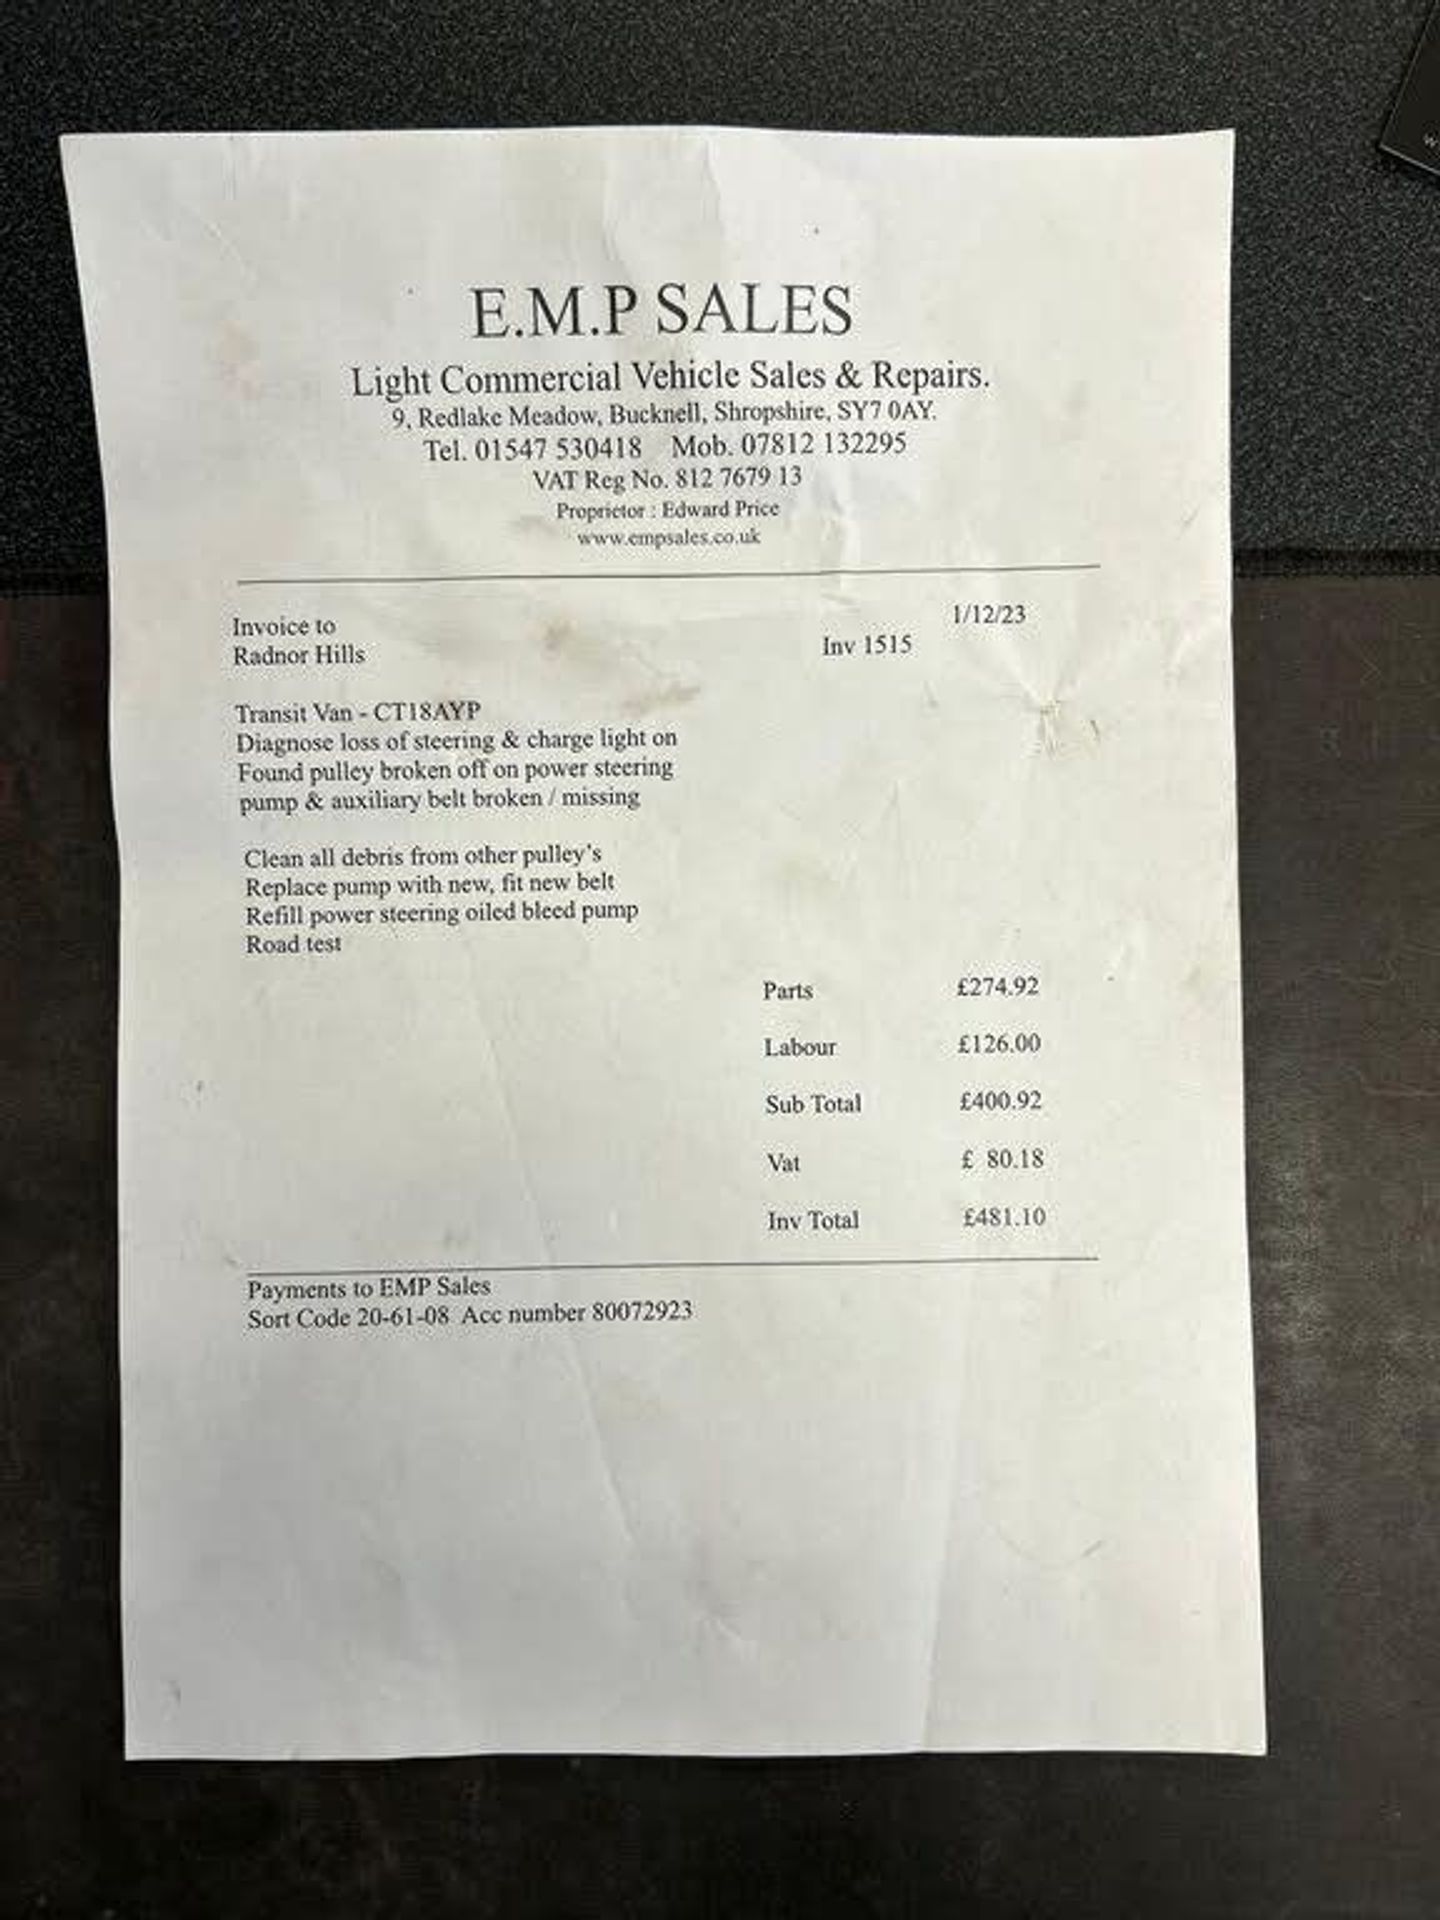 E.M.P SALES
Light Commercial Vehicle Sales & Repairs.
9, Redlake Meadow, Bucknell, Shropshire, SY7 0AY.
Tel. 01547 530418 Mob. 07812 132295
VAT Reg No. 812 7679 13
Proprietor : Edward Price
www.empsales.co.uk
1/12/23
Invoice to
Inv 1515
Radnor Hills
Transit Van - CT18AYP
Diagnose loss of steering & charge light on
Found pulley broken off on power steering
pump & auxiliary belt broken / missing
Clean all debris from other pulley's
Replace pump with new, fit new belt
Refill power steering oiled bleed pump
Road test
Parts £274.92
Labour £126.00
Sub Total £400.92
Vat £ 80.18
Inv Total £481.10
Payments to EMP Sales
Sort Code 20-61-08 Acc number 80072923